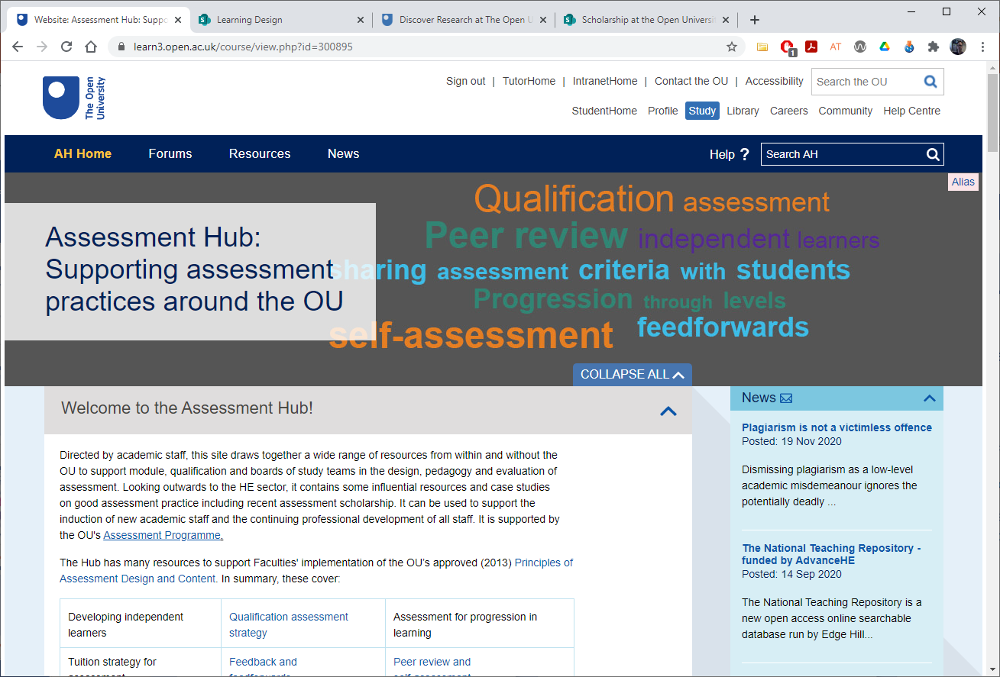 Website: Assessment Hub: Suppo
Learning Design
Discover Research at The Open U
Scholarship at the Open Universit
learn3.open.ac.uk/course/view.php?id=300895
1
AT
The Open
University
Sign out | TutorHome | IntranetHome | Contact the OU | Accessibility
Search the OU
StudentHome Profile Study Library Careers Community Help Centre
AH Home Forums Resources News
Help ?
Search AH
Alias
Assessment Hub:
Supporting assessment
practices around the OU
Qualification assessment
Peer review independent learners
sharing assessment criteria with students
Progression through levels
self-assessment feedforwards
COLLAPSE ALL
Welcome to the Assessment Hub!
Directed by academic staff, this site draws together a wide range of resources from within and without the
OU to support module, qualification and boards of study teams in the design, pedagogy and evaluation of
assessment. Looking outwards to the HE sector, it contains some influential resources and case studies
on good assessment practice including recent assessment scholarship. It can be used to support the
induction of new academic staff and the continuing professional development of all staff. It is supported by
the OU's Assessment Programme.
The Hub has many resources to support Faculties' implementation of the OU’s approved (2013) Principles of
Assessment Design and Content. In summary, these cover:
Developing independent
learners
Qualification assessment
strategy
Assessment for progression in
learning
Tuition strategy for
assessment
Feedback and
feedforwards
Peer review and
self-assessment
News
Plagiarism is not a victimless offence
Posted: 19 Nov 2020
Dismissing plagiarism as a low-level
academic misdemeanour ignores the
potentially deadly ...
The National Teaching Repository -
funded by AdvanceHE
Posted: 14 Sep 2020
The National Teaching Repository is a
new open access online searchable
database run by Edge Hill...